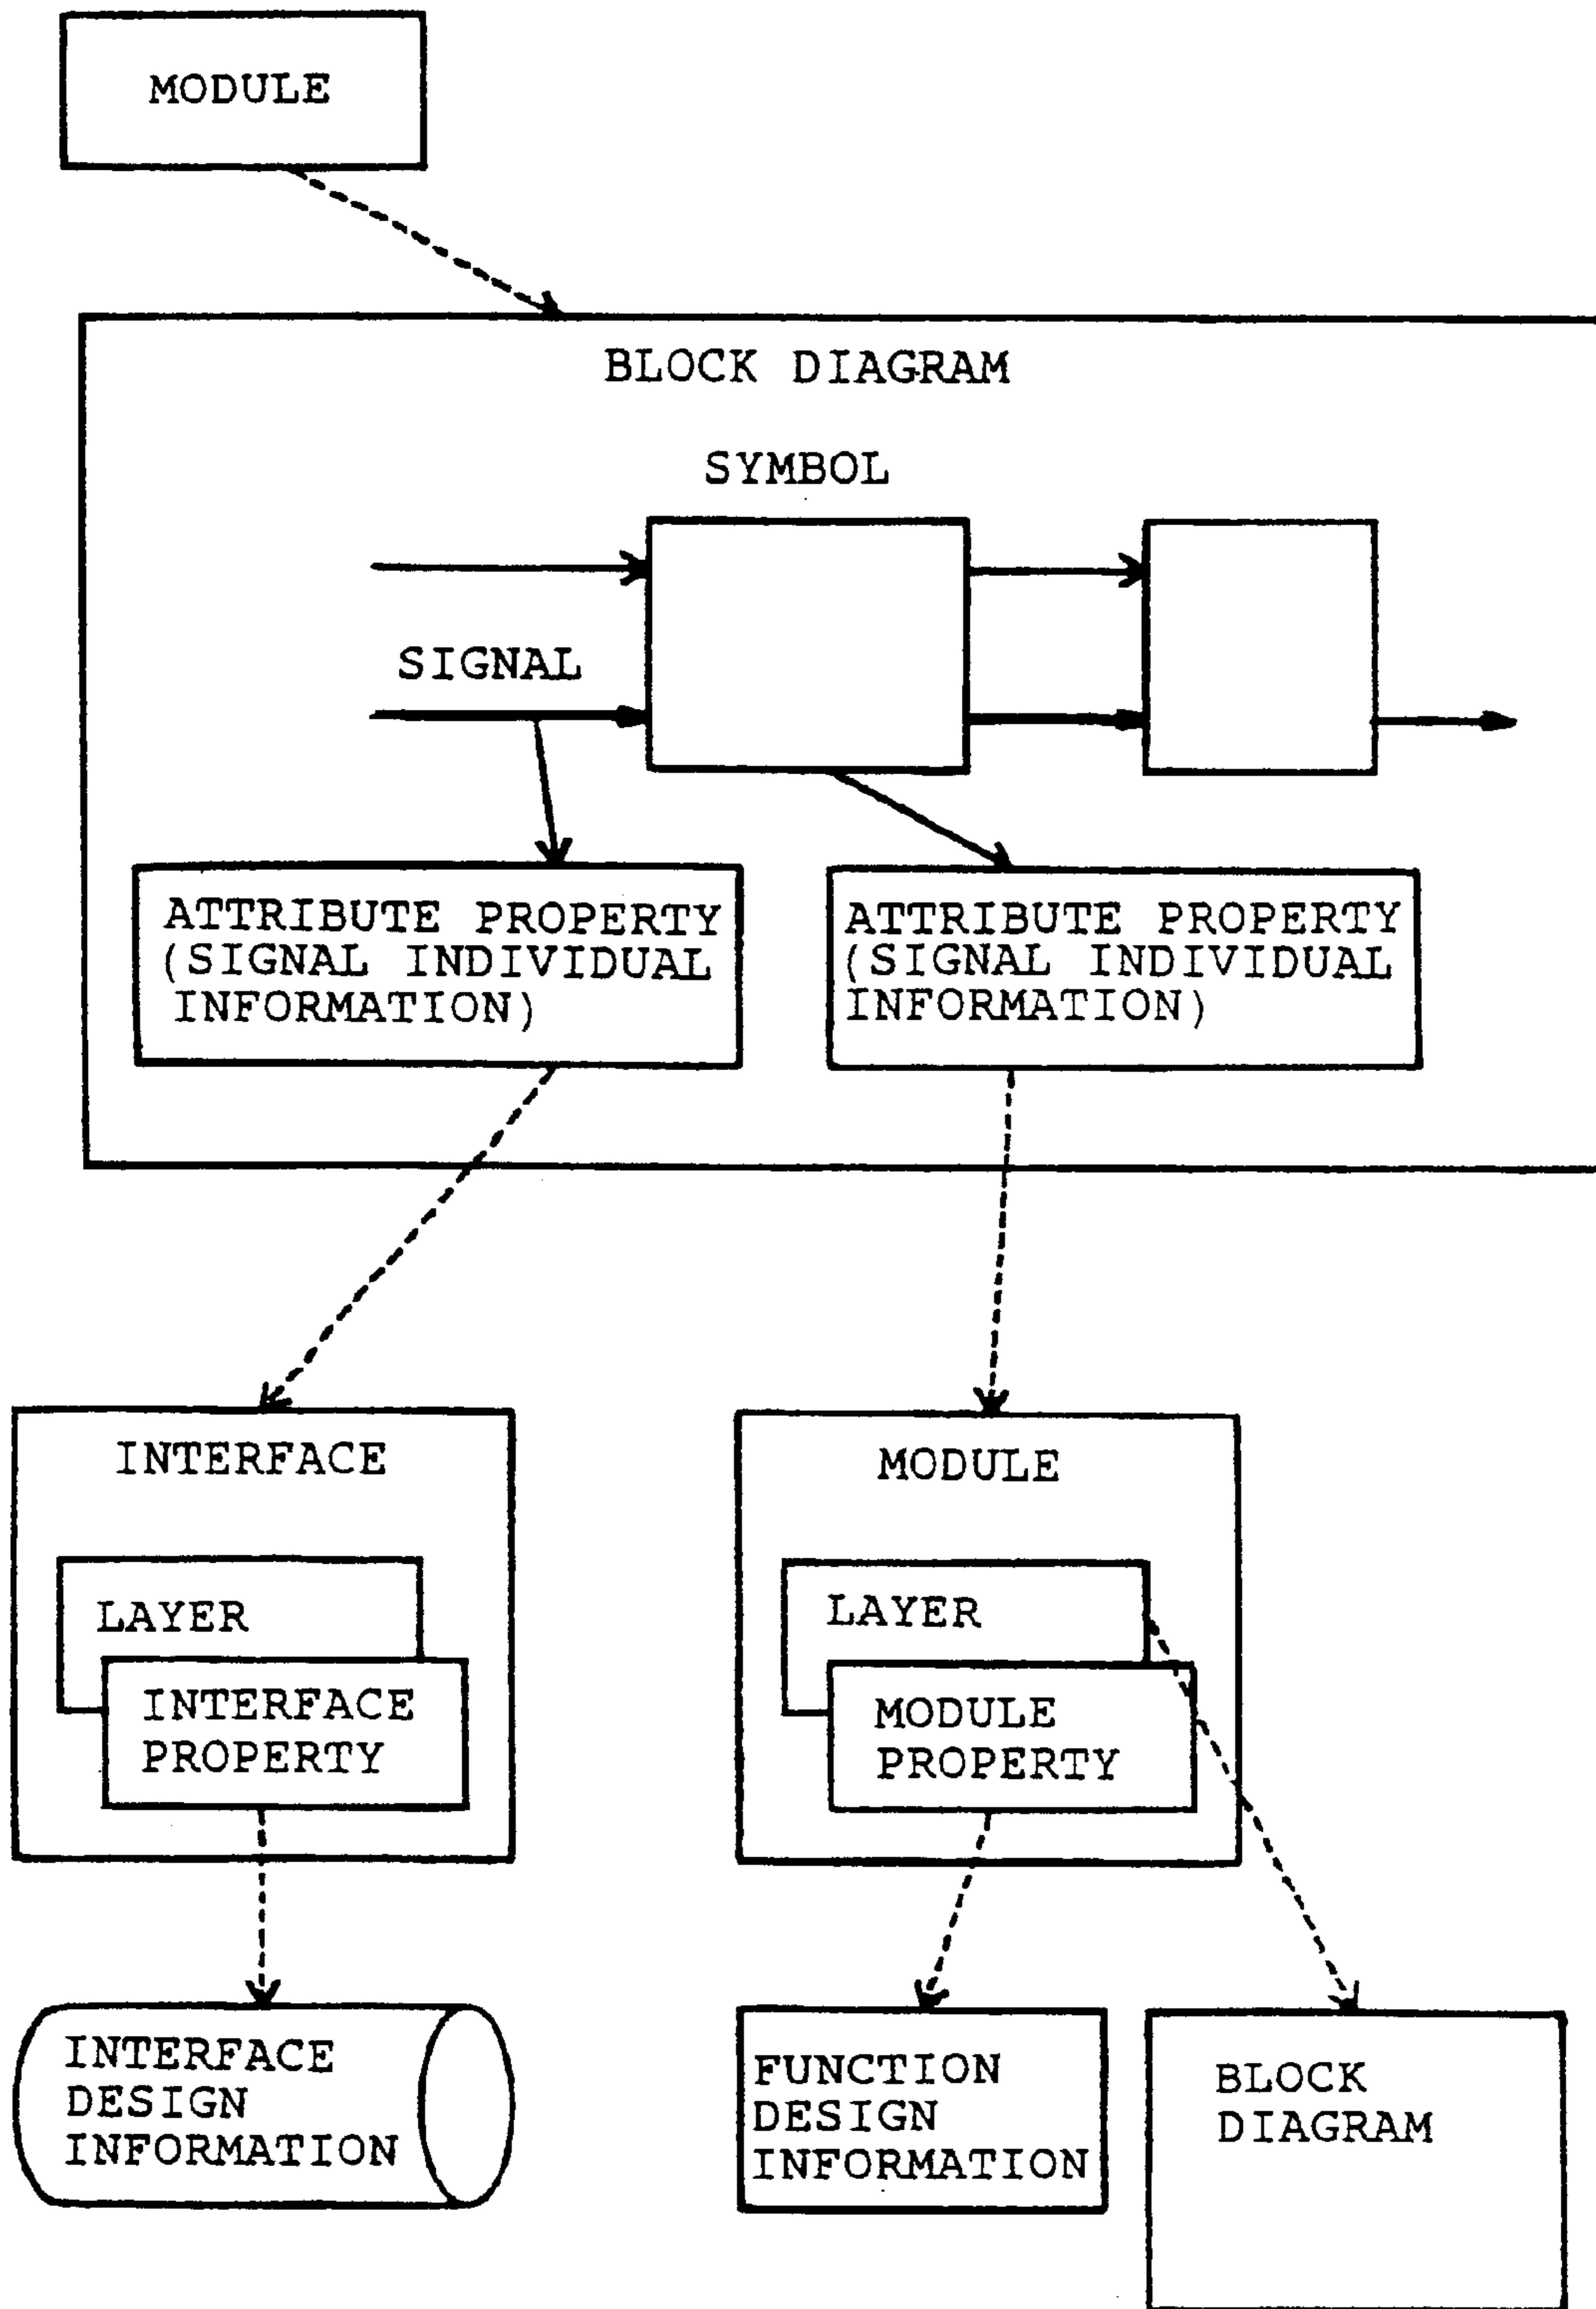 MODULE
BLOCK DIAGRAM
SYMBOL
SIGNAL
ATTRIBUTE PROPERTY
(SIGNAL INDIVIDUAL
INFORMATION)
ATTRIBUTE PROPERTY
(SIGNAL INDIVIDUAL
INFORMATION)
INTERFACE
LAYER
INTERFACE
PROPERTY
MODULE
LAYER
MODULE
PROPERTY
INTERFACE
DESIGN
INFORMATION
FUNCTION
DESIGN
INFORMATION
BLOCK
DIAGRAM